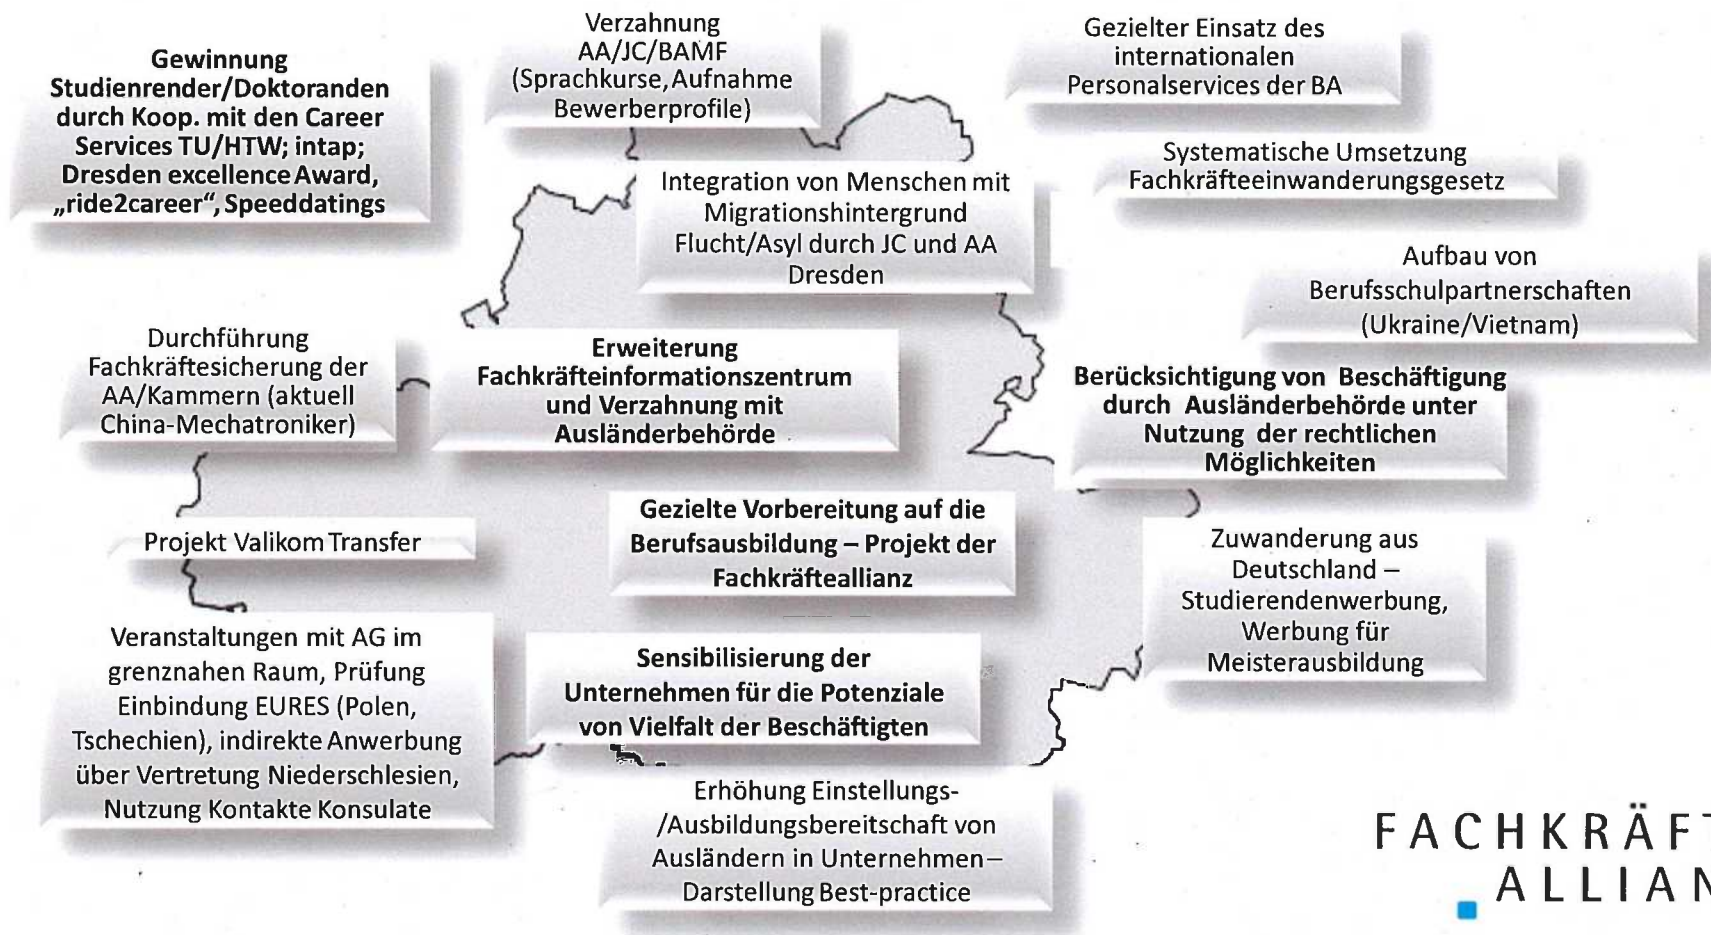 Gewinnung
Studienrender/Doktoranden
durch Koop. mit den Career
Services TU/HTW; intap;
Dresden excellence Award,
„ride2career“, Speeddatings
Verzahnung
AA/JC/BAMF
(Sprachkurse, Aufnahme
Bewerberprofile)
Gezielter Einsatz des
internationalen
Personalservices der BA
Systematische Umsetzung
Fachkräfteeinwanderungsgesetz
Integration von Menschen mit
Migrationshintergrund
Flucht/Asyl durch JC und AA
Dresden
Aufbau von
Berufsschulpartnerschaften
(Ukraine/Vietnam)
Durchführung
Fachkräftesicherung der
AA/Kammern (aktuell
China-Mechatroniker)
Erweiterung
Fachkräfteinformationszentrum
und Verzahnung mit
Ausländerbehörde
Berücksichtigung von Beschäftigung
durch Ausländerbehörde unter
Nutzung der rechtlichen
Möglichkeiten
Projekt Valikom Transfer
Gezielte Vorbereitung auf die
Berufsausbildung – Projekt der
Fachkräfteallianz
Zuwanderung aus
Deutschland –
Studierendenwerbung,
Werbung für
Meisterausbildung
Veranstaltungen mit AG im
grenznahen Raum, Prüfung
Einbindung EURES (Polen,
Tschechien), indirekte Anwerbung
über Vertretung Niederschlesien,
Nutzung Kontakte Konsulate
Sensibilisierung der
Unternehmen für die Potenziale
von Vielfalt der Beschäftigten
Erhöhung Einstellungs-
/Ausbildungsbereitschaft von
Ausländern in Unternehmen –
Darstellung Best-practice
FACHKRÄFT
ALLIAN